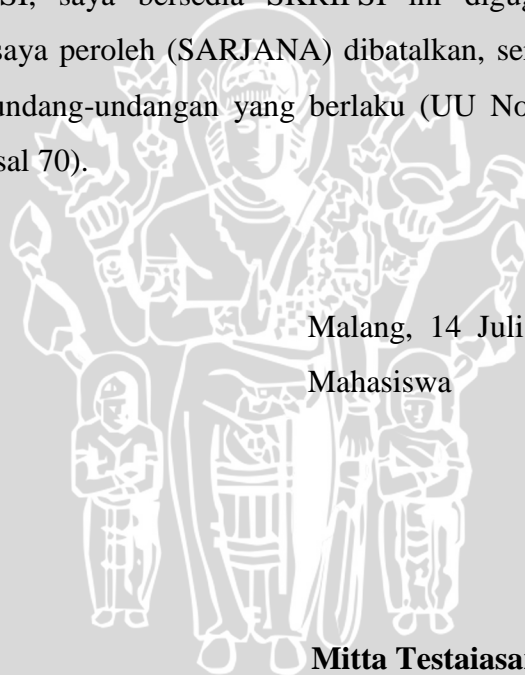 SI, saya bersedia SKRIPSI ini digug
saya peroleh (SARJANA) dibatalkan, se
undang-undangan yang berlaku (UU No
sal 70).
Malang, 14 Juli
Mahasiswa
Mitta Testaiasa